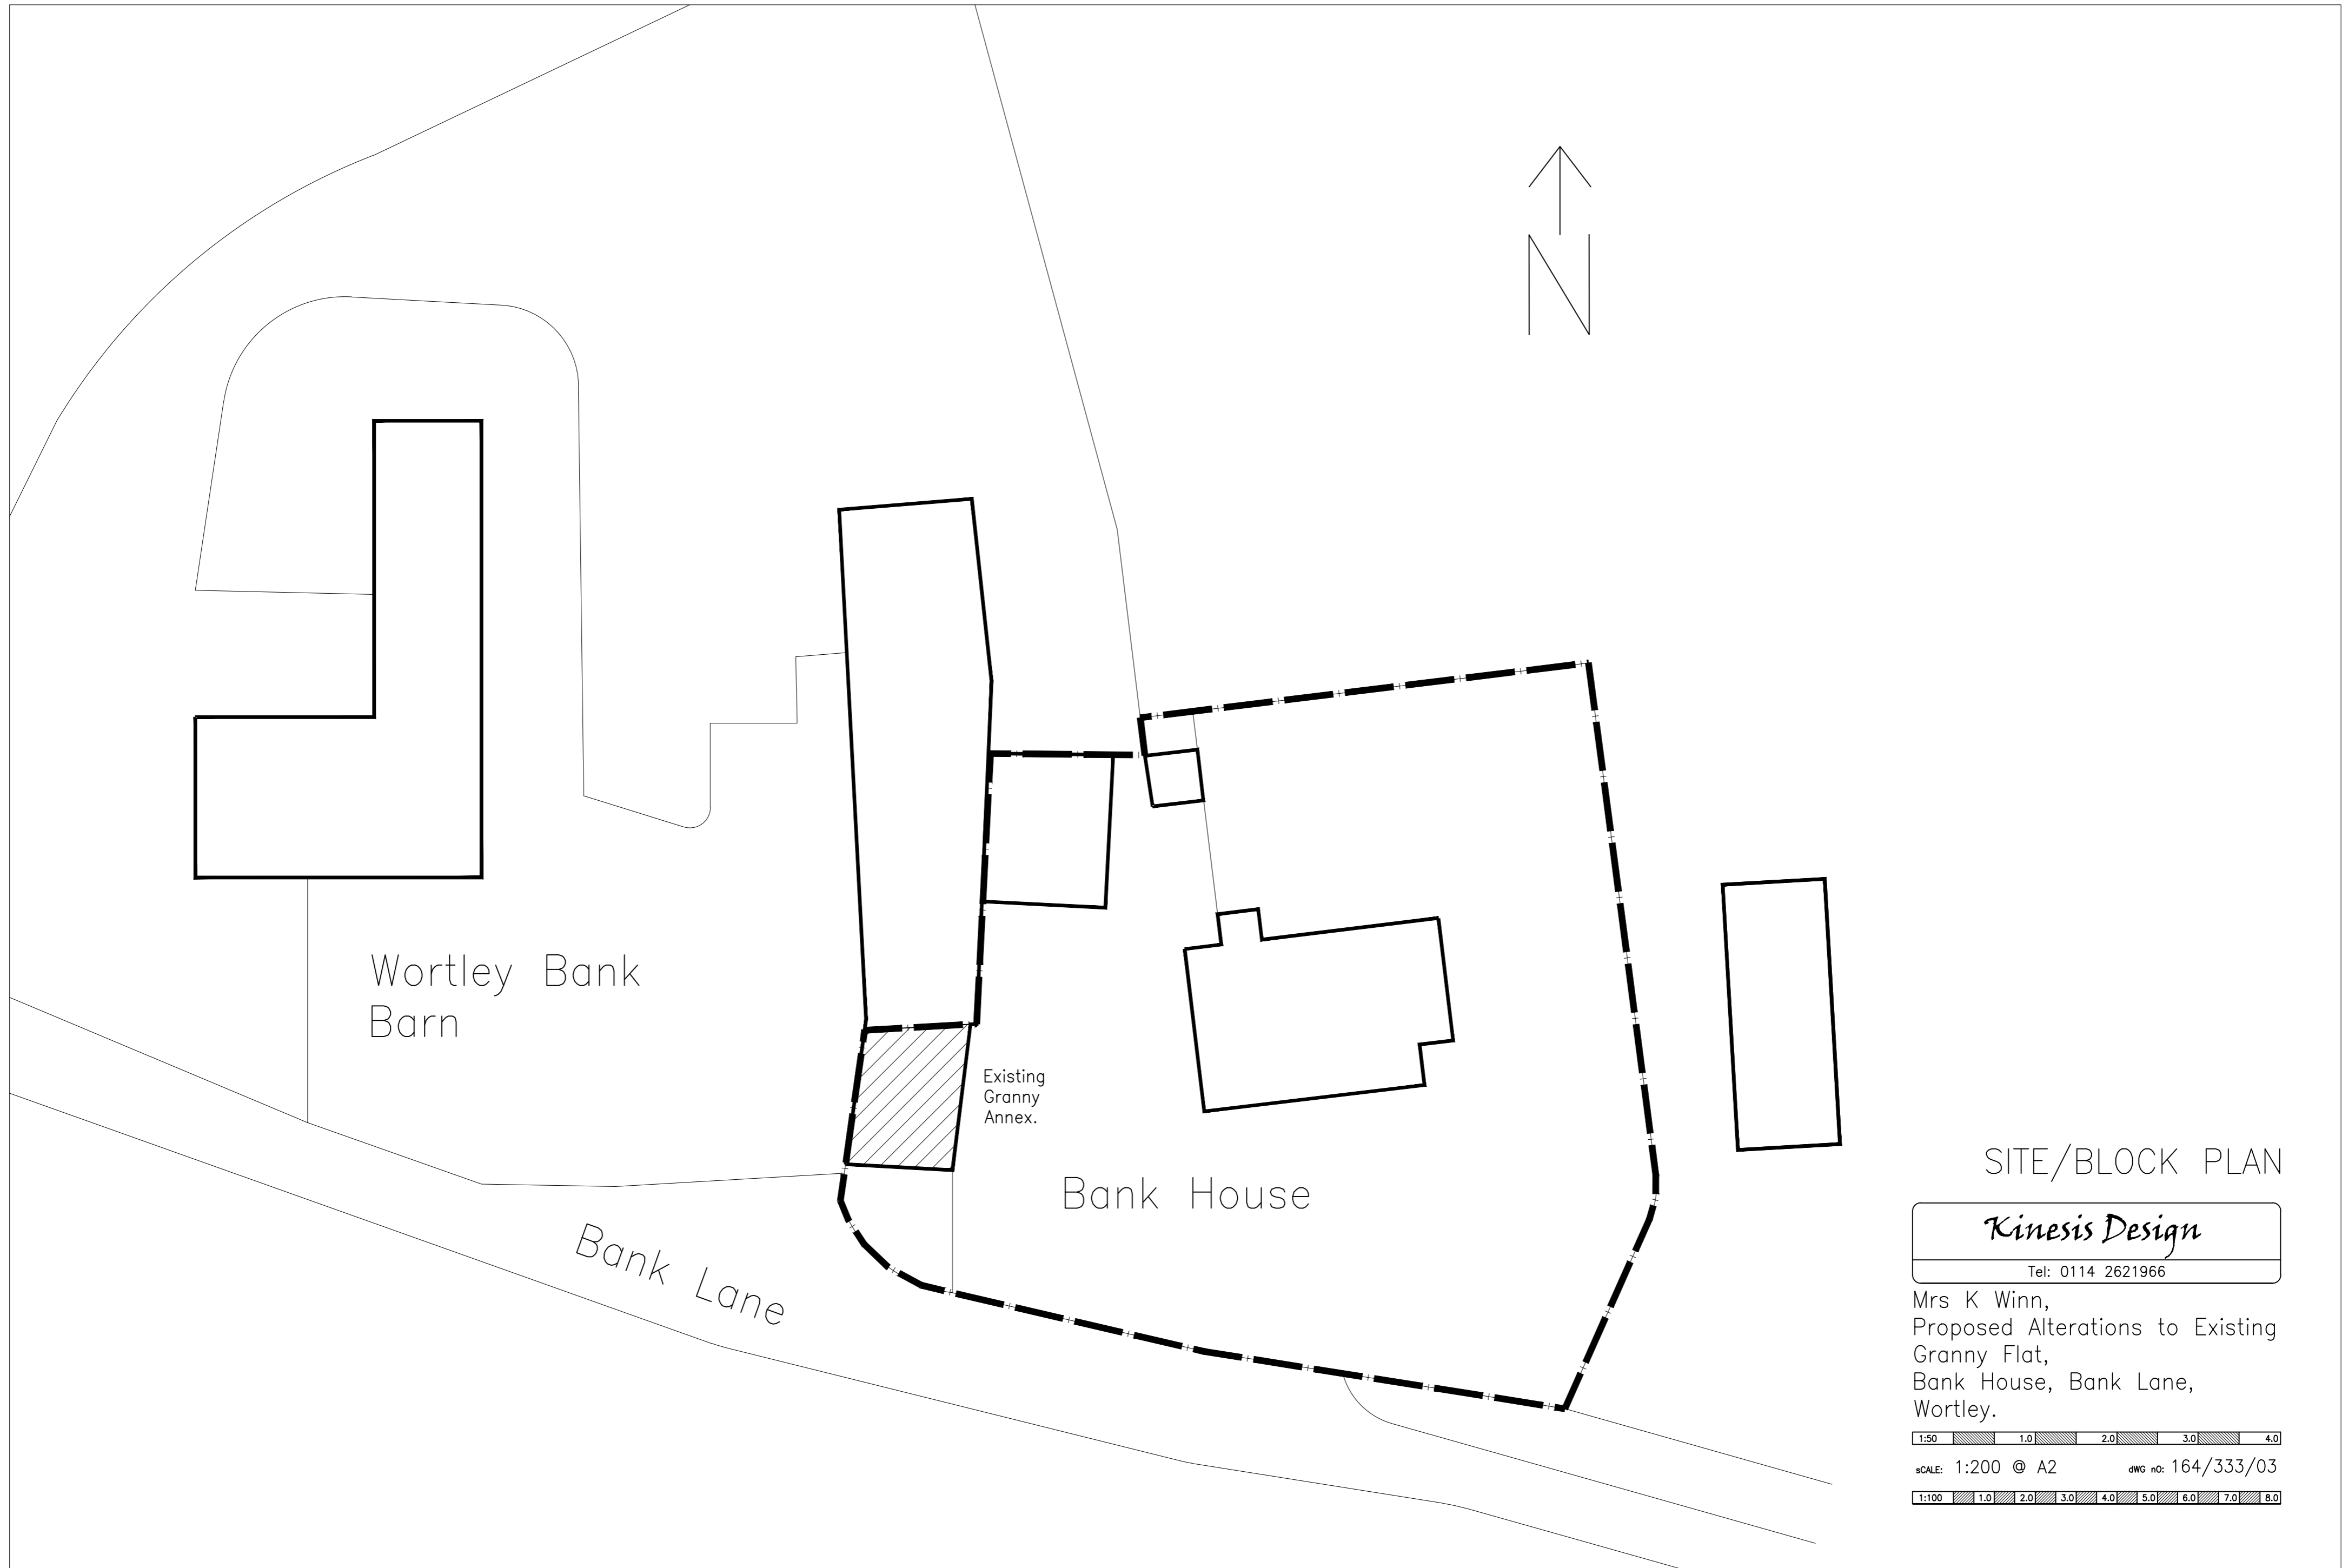 N
Wortley Bank
Barn
Existing
Granny
Annex.
Bank House
Bank Lane
SITE/BLOCK PLAN
Kinesis Design
Tel: 0114 2621966
Mrs K Winn,
Proposed Alterations to Existing
Granny Flat,
Bank House, Bank Lane,
Wortley.
1:50 1.0 2.0 3.0 4.0
sCALE: 1:200 @ A2 dWG nO: 164/333/03
1:100 1.0 2.0 3.0 4.0 5.0 6.0 7.0 8.0